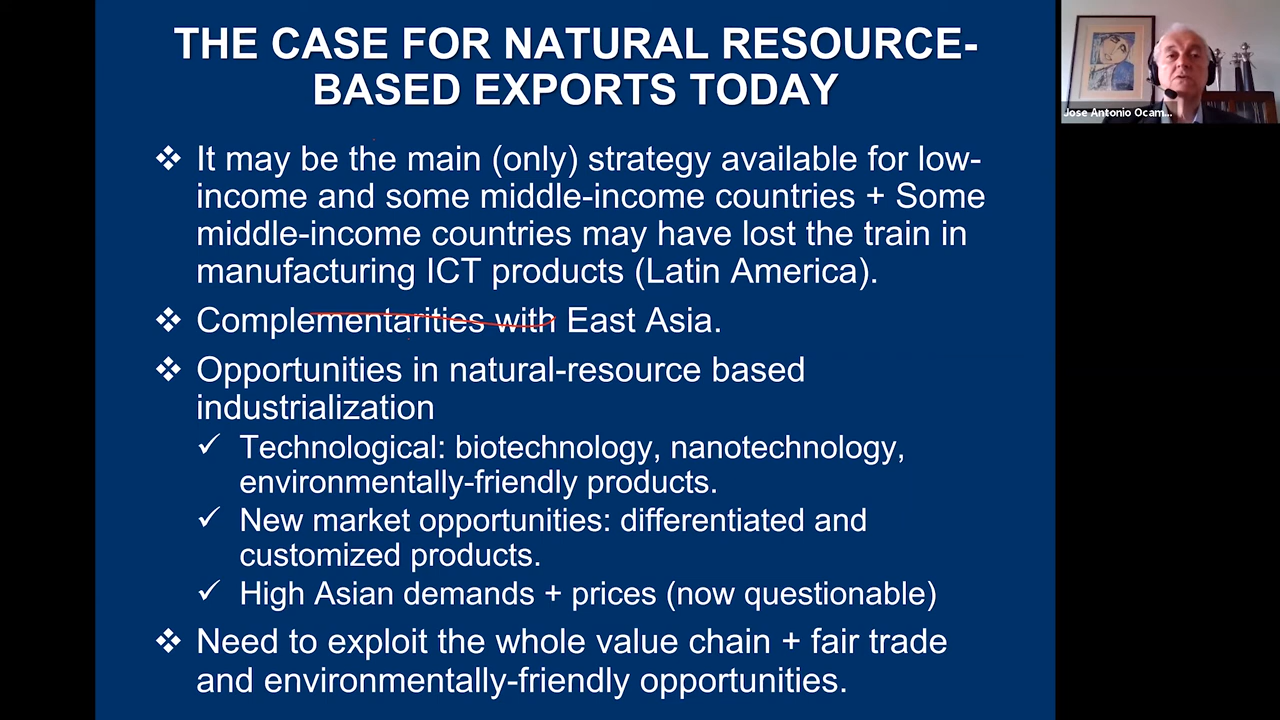 THE CASE FOR NATURAL RESOURCE-
BASED EXPORTS TODAY
❖ It may be the main (only) strategy available for low-
income and some middle-income countries + Some
middle-income countries may have lost the train in
manufacturing ICT products (Latin America).
❖ Complementarities with East Asia.
❖ Opportunities in natural-resource based
industrialization
✓ Technological: biotechnology, nanotechnology,
environmentally-friendly products.
✓ New market opportunities: differentiated and
customized products.
✓ High Asian demands + prices (now questionable)
❖ Need to exploit the whole value chain + fair trade
and environmentally-friendly opportunities.
Jose Antonio Ocam...